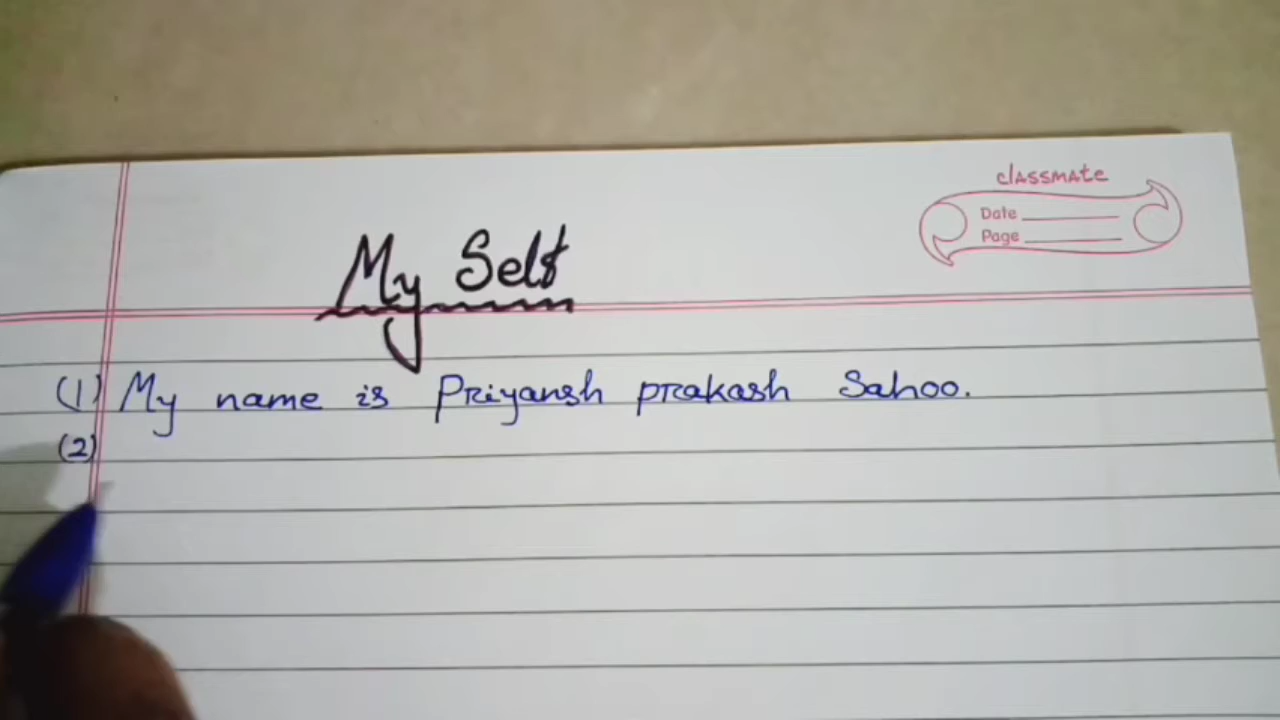 classmate
Date
Page
My Self
(1) My name is Priyansh prakash Sahoo.
(2)